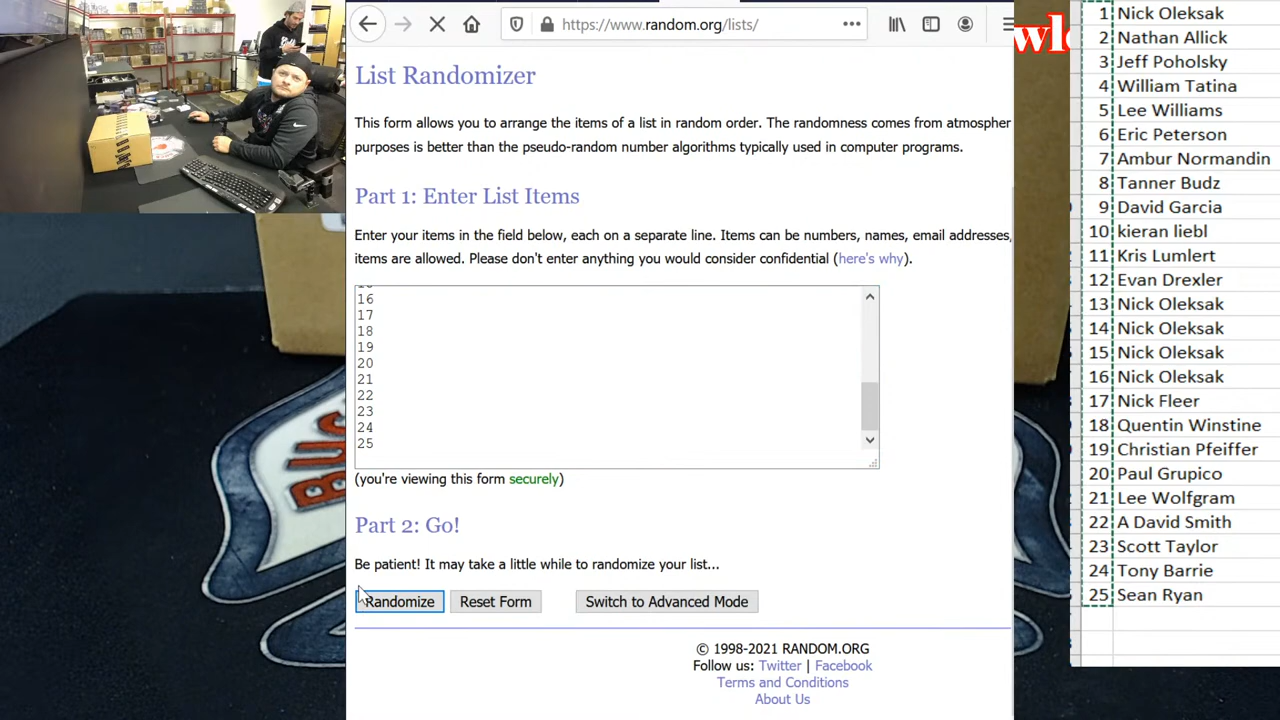 https://www.random.org/lists/
List Randomizer
This form allows you to arrange the items of a list in random order. The randomness comes from atmospher
purposes is better than the pseudo-random number algorithms typically used in computer programs.
Part 1: Enter List Items
Enter your items in the field below, each on a separate line. Items can be numbers, names, email addresses,
items are allowed. Please don't enter anything you would consider confidential (here's why).
16
17
18
19
20
21
22
23
24
25
(you're viewing this form securely)
Part 2: Go!
Be patient! It may take a little while to randomize your list...
Randomize Reset Form Switch to Advanced Mode
© 1998-2021 RANDOM.ORG
Follow us: Twitter | Facebook
Terms and Conditions
About Us
1 Nick Oleksak
2 Nathan Allick
3 Jeff Poholsky
4 William Tatina
5 Lee Williams
6 Eric Peterson
7 Ambur Normandin
8 Tanner Budz
9 David Garcia
10 kieran liebl
11 Kris Lumlert
12 Evan Drexler
13 Nick Oleksak
14 Nick Oleksak
15 Nick Oleksak
16 Nick Oleksak
17 Nick Fleer
18 Quentin Winstine
19 Christian Pfeiffer
20 Paul Grupico
21 Lee Wolfgram
22 A David Smith
23 Scott Taylor
24 Tony Barrie
25 Sean Ryan